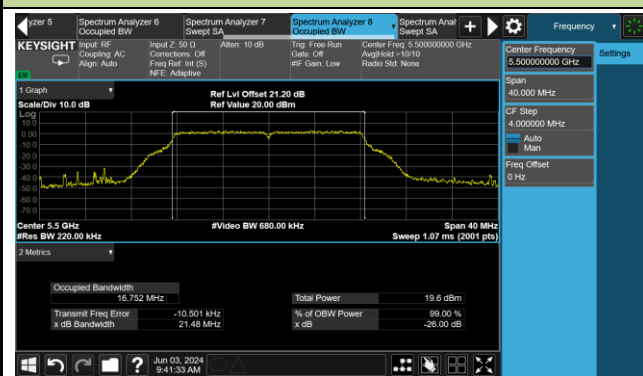 yzer 5
Spectrum Analyzer 6
Occupied BW
Spectrum Analyzer 7
Swept SA
Spectrum Analyzer 8
Occupied BW
Spectrum Anal
Swept SA
Frequency
KEYSIGHT
Input: RF
Coupling: AC
Align: Auto
Input Z: 50 Ω
Corrections: Off
Freq Ref: Int (S)
NFE: Adaptive
Atten: 10 dB
Trig: Free Run
Gate: Off
#IF Gain: Low
Center Freq: 5.500000000 GHz
Avg|Hold:>10/10
Radio Std: None
Center Frequency
5.500000000 GHz
Settings
Span
40.000 MHz
CF Step
4.000000 MHz
Auto
Man
Freq Offset
0 Hz
1 Graph
Scale/Div 10.0 dB
Ref Lvl Offset 21.20 dB
Ref Value 20.00 dBm
Log
10.0
0.00
-10.0
-20.0
-30.0
-40.0
-50.0
-60.0
-70.0
Center 5.5 GHz
#Res BW 220.00 kHz
#Video BW 680.00 kHz
Span 40 MHz
Sweep 1.07 ms (2001 pts)
2 Metrics
Occupied Bandwidth
16.752 MHz
Total Power 19.6 dBm
Transmit Freq Error -10.501 kHz
% of OBW Power 99.00 %
x dB Bandwidth 21.48 MHz
x dB -26.00 dB
Jun 03, 2024
9:41:33 AM